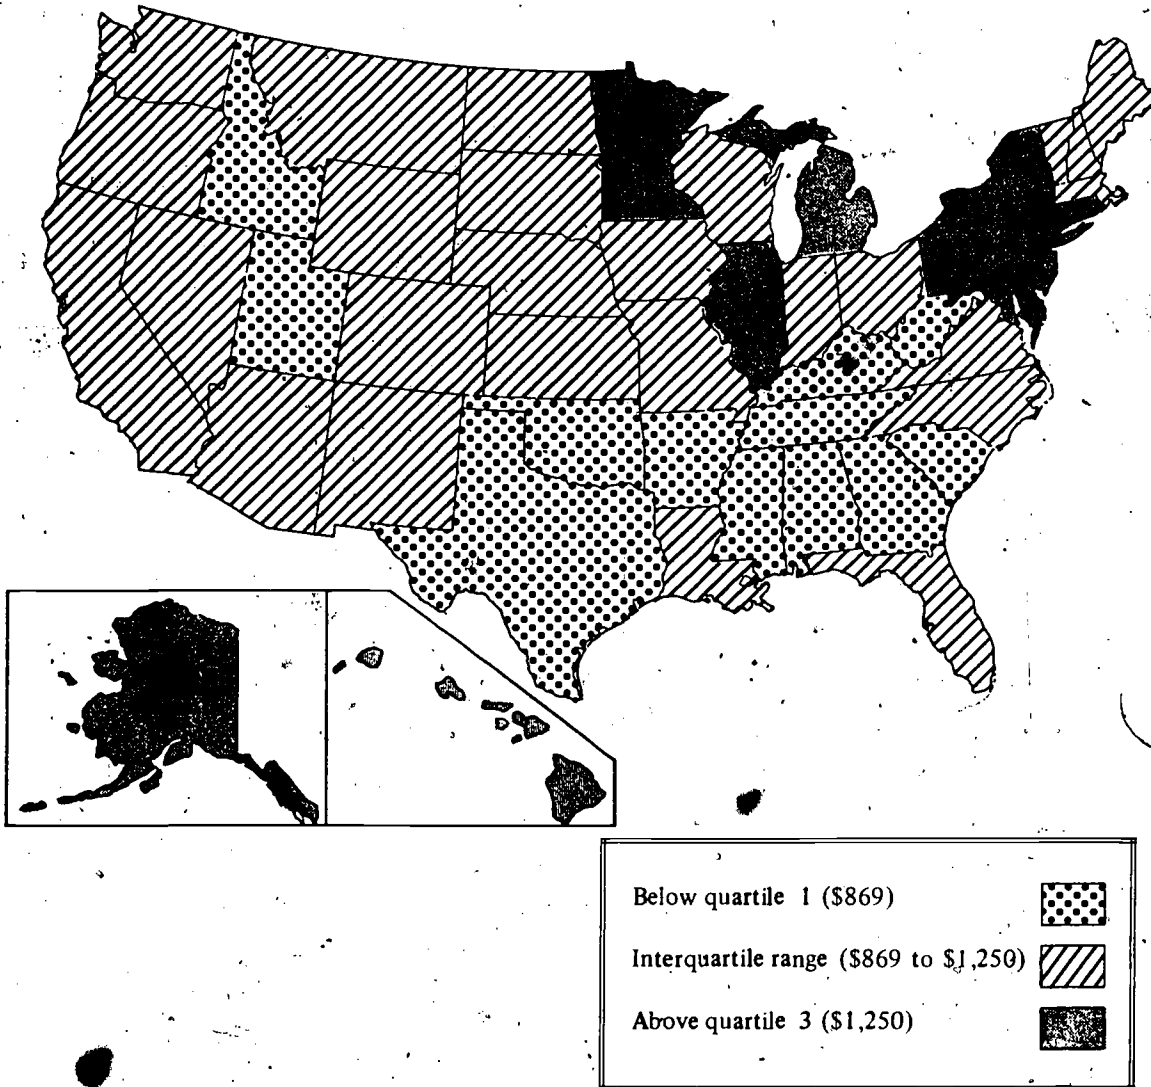 Below quartile 1 ($869)
Interquartile range ($869 to $1,250)
Above quartile 3 ($1,250)